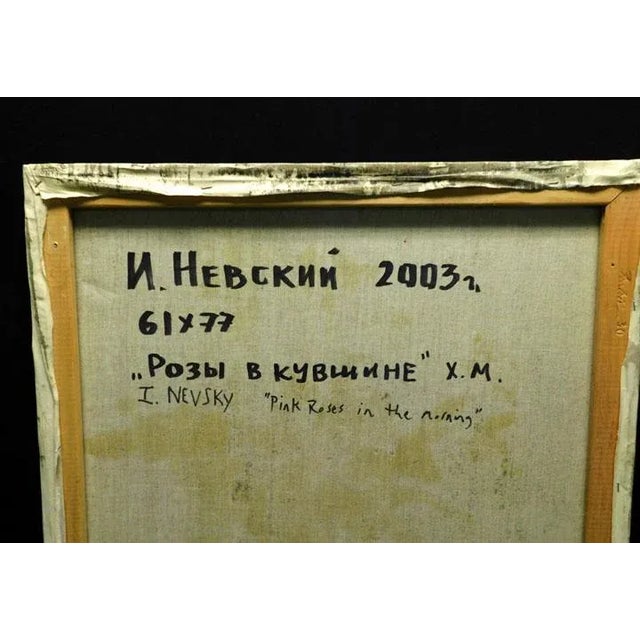 И. НЕВСКИЙ 2003г.
61х77
„РОЗЫ В КУВШИНЕ" Х.М.
I. NEVSKY "Pink Roses in the morning"